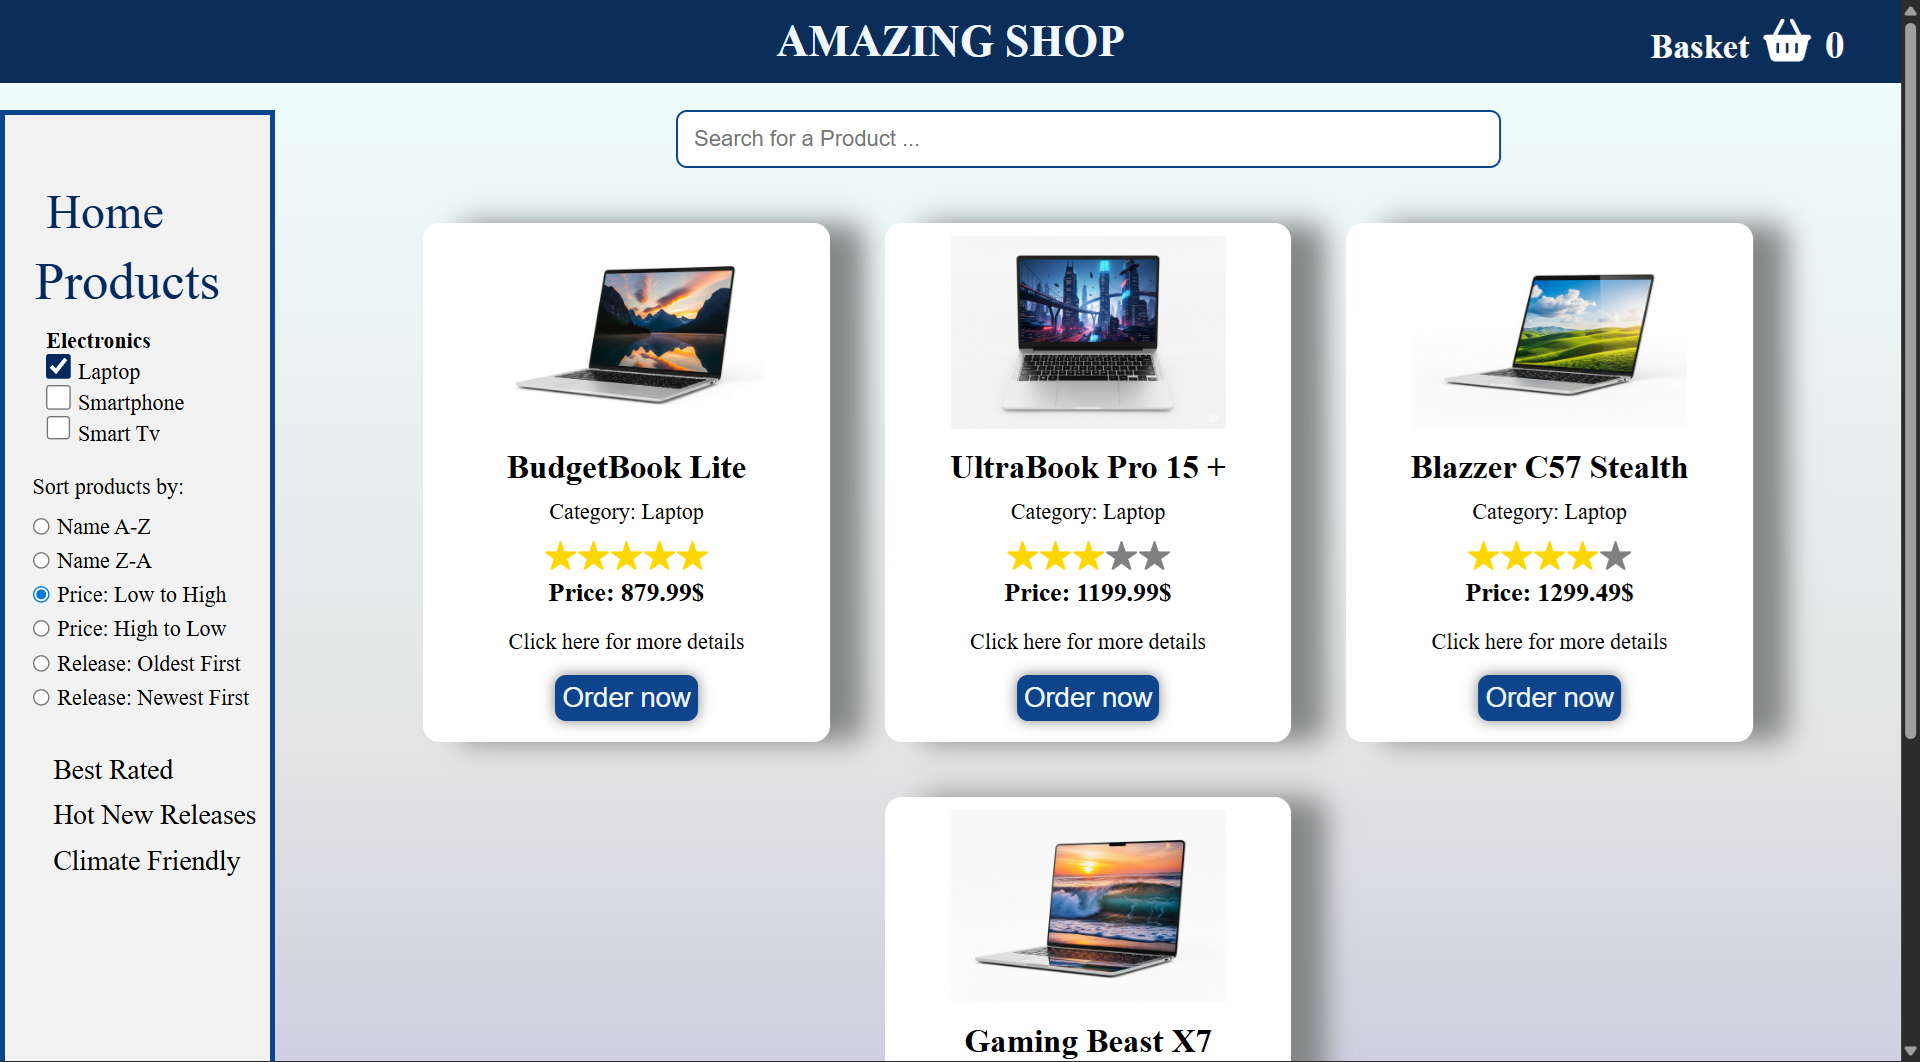 AMAZING SHOP
Basket 0
Search for a Product ...
Home
Products
Electronics
Laptop
Smartphone
Smart Tv
Sort products by:
Name A-Z
Name Z-A
Price: Low to High
Price: High to Low
Release: Oldest First
Release: Newest First
Best Rated
Hot New Releases
Climate Friendly
BudgetBook Lite
Category: Laptop
Price: 879.99$
Click here for more details
Order now
UltraBook Pro 15 +
Category: Laptop
Price: 1199.99$
Click here for more details
Order now
Blazzer C57 Stealth
Category: Laptop
Price: 1299.49$
Click here for more details
Order now
Gaming Beast X7